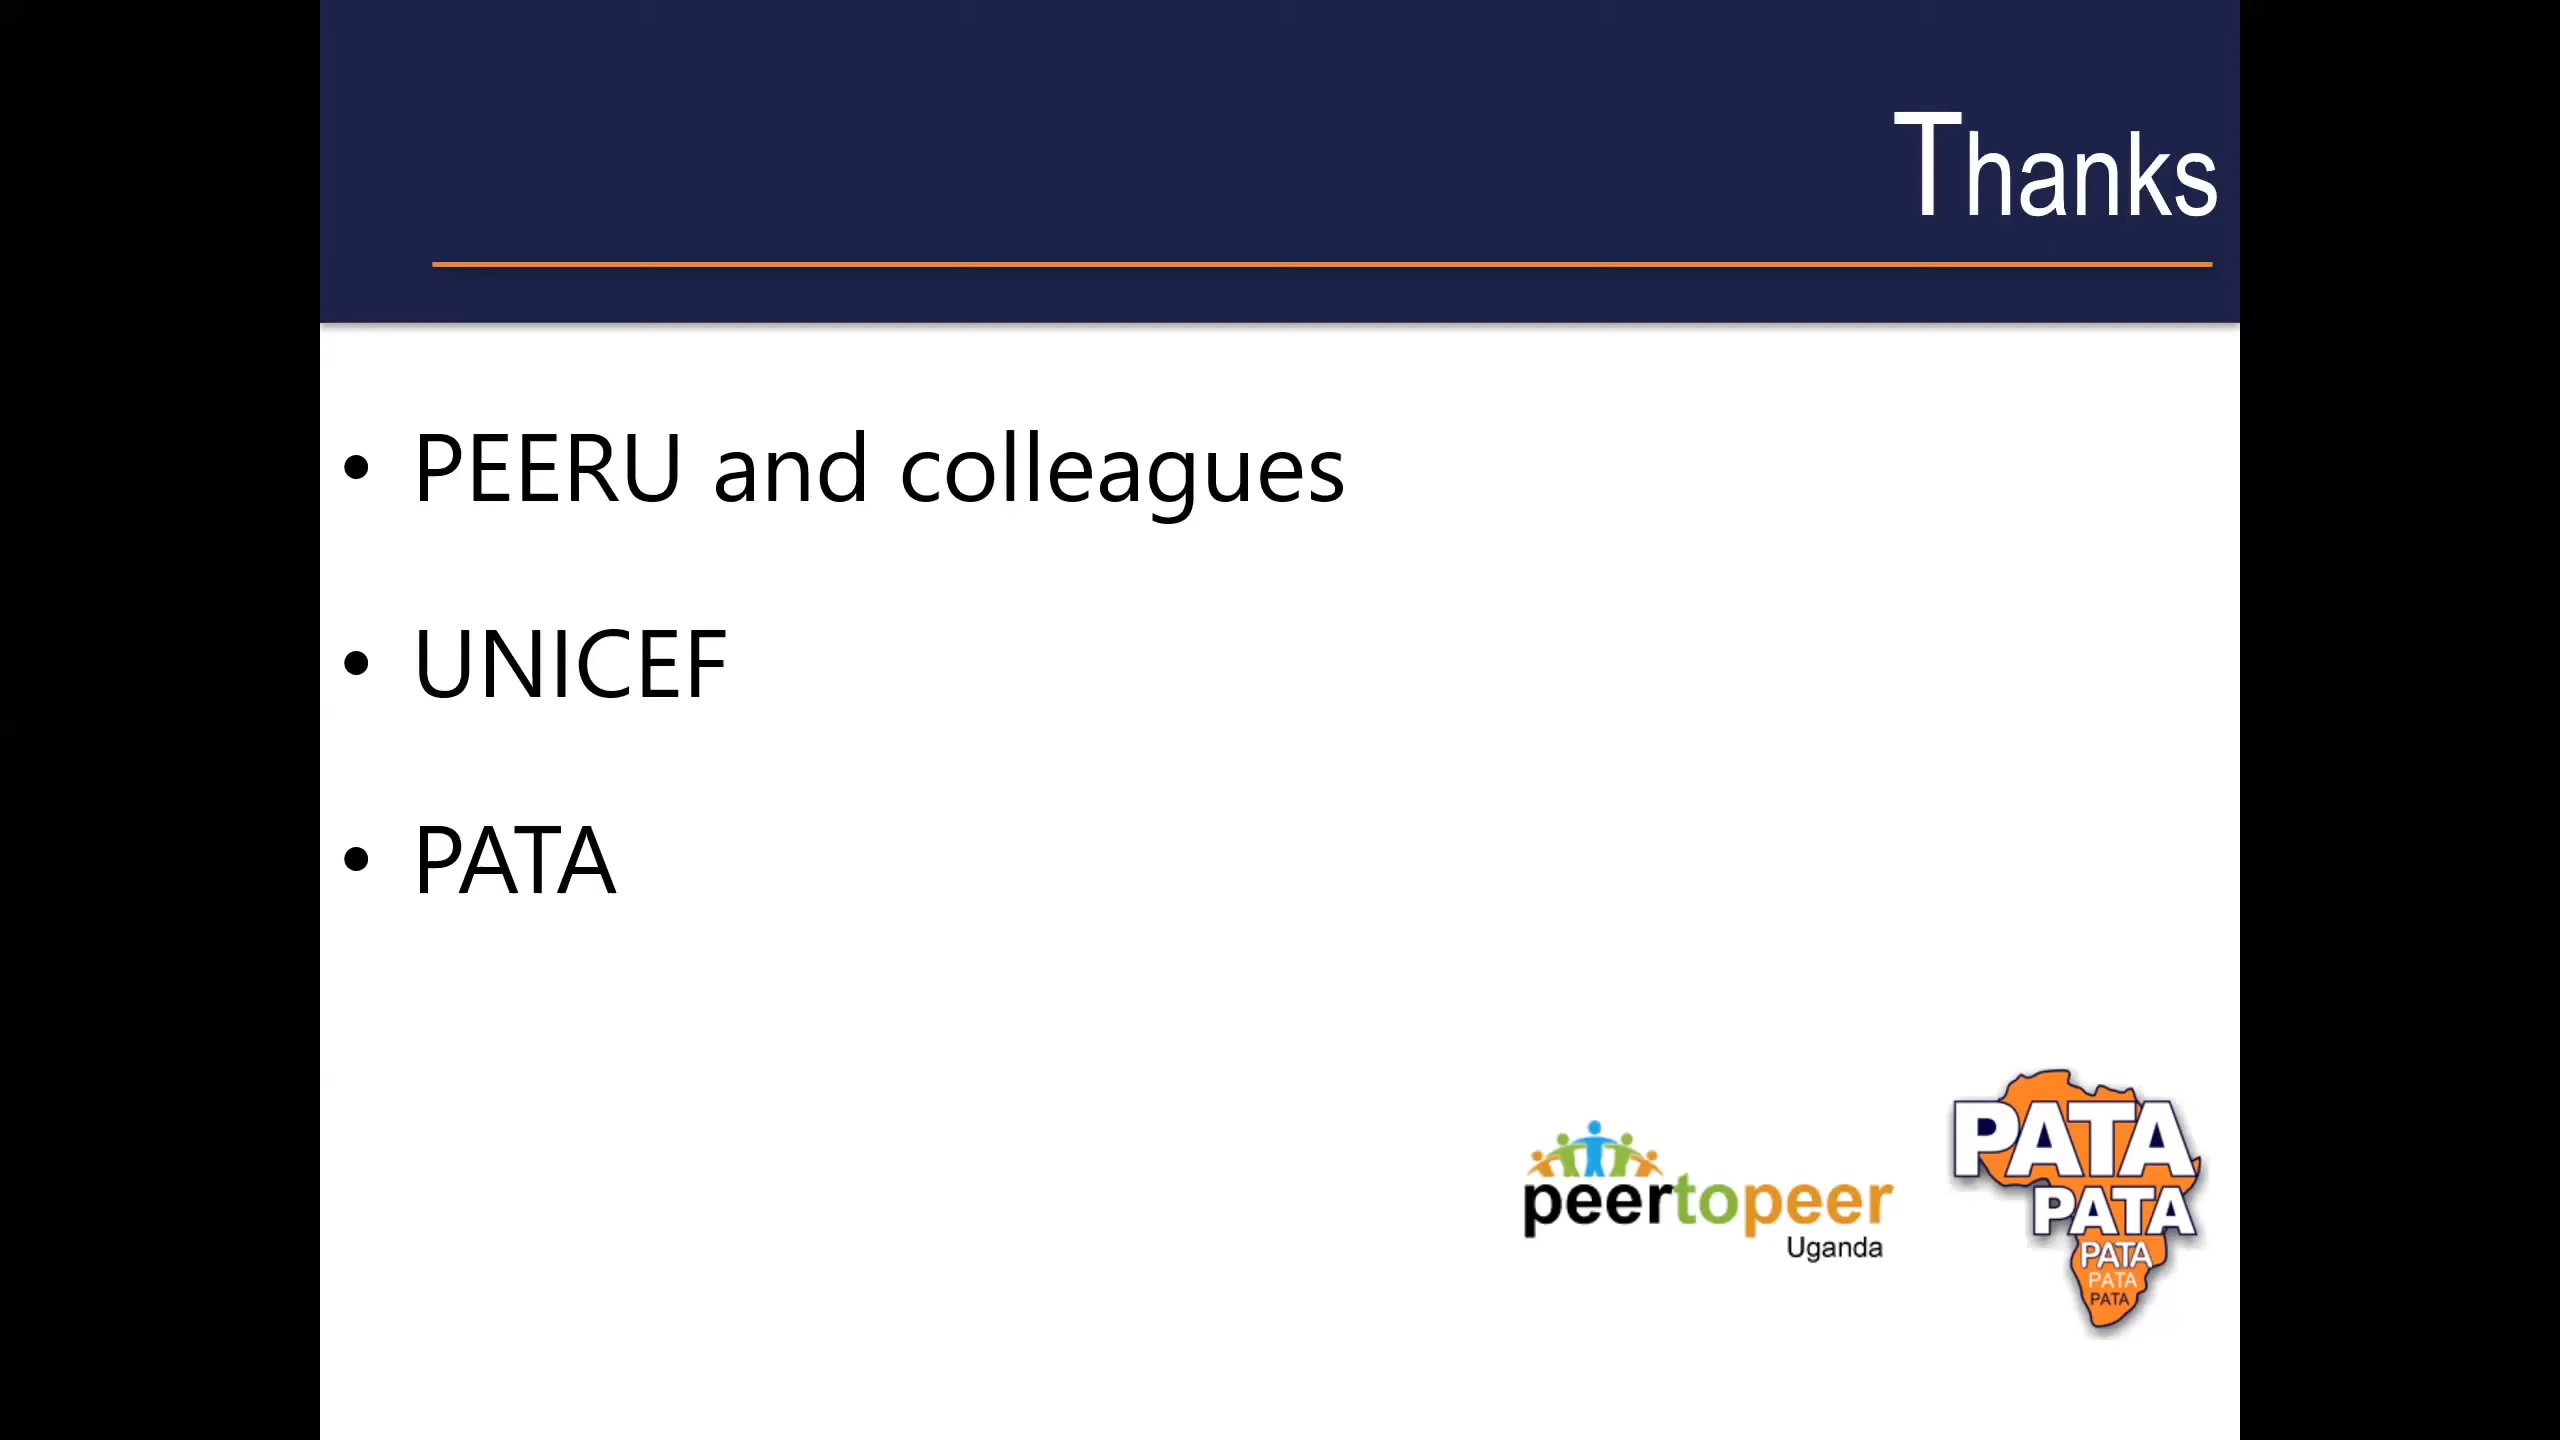 Thanks
• PEERU and colleagues
• UNICEF
• PATA
peertopeer
Uganda
PATA
PATA
PATA
PATA
PATA